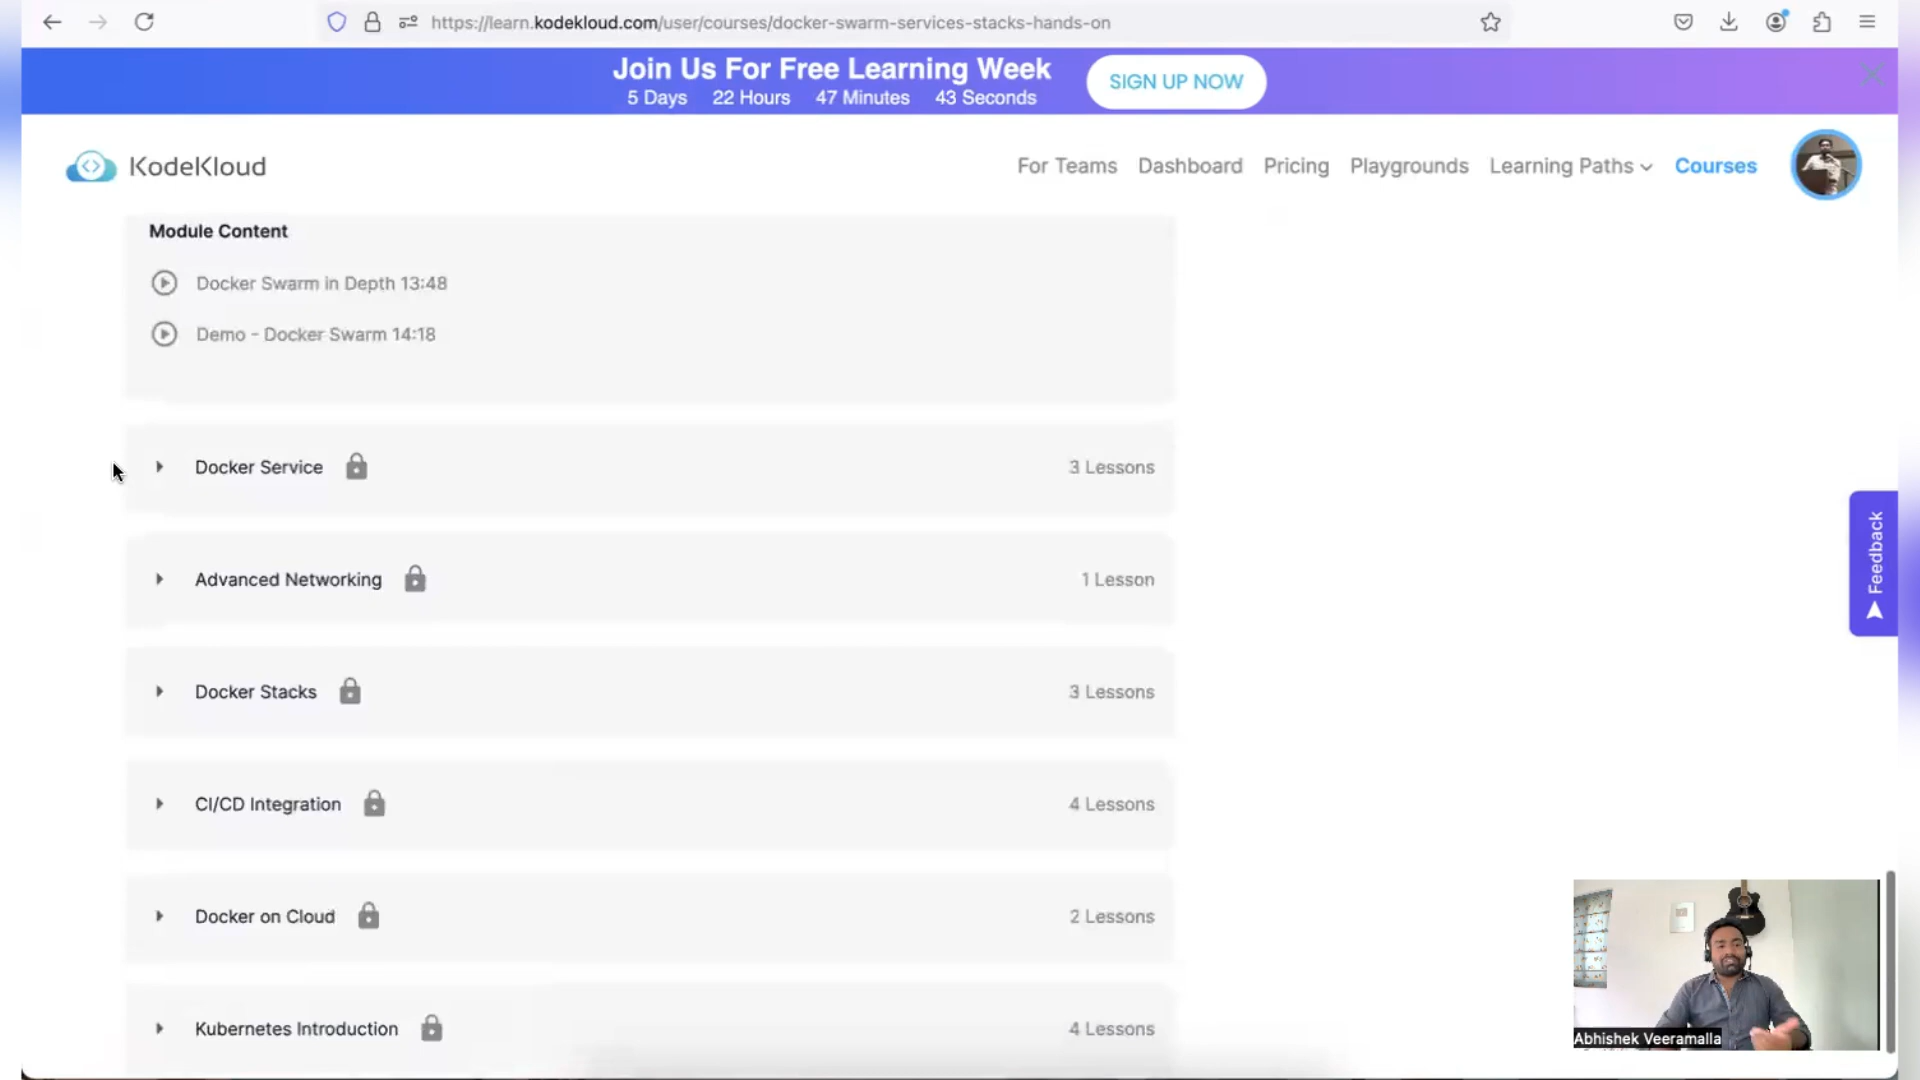 https://learn.kodekloud.com/user/courses/docker-swarm-services-stacks-hands-on
Join Us For Free Learning Week
5 Days 22 Hours 47 Minutes 43 Seconds
SIGN UP NOW
KodeKloud
For Teams Dashboard Pricing Playgrounds Learning Paths Courses
Module Content
Docker Swarm in Depth 13:48
Demo - Docker Swarm 14:18
Docker Service 3 Lessons
Advanced Networking 1 Lesson
Docker Stacks 3 Lessons
CI/CD Integration 4 Lessons
Docker on Cloud 2 Lessons
Kubernetes Introduction 4 Lessons
Feedback
Abhishek Veeramalla